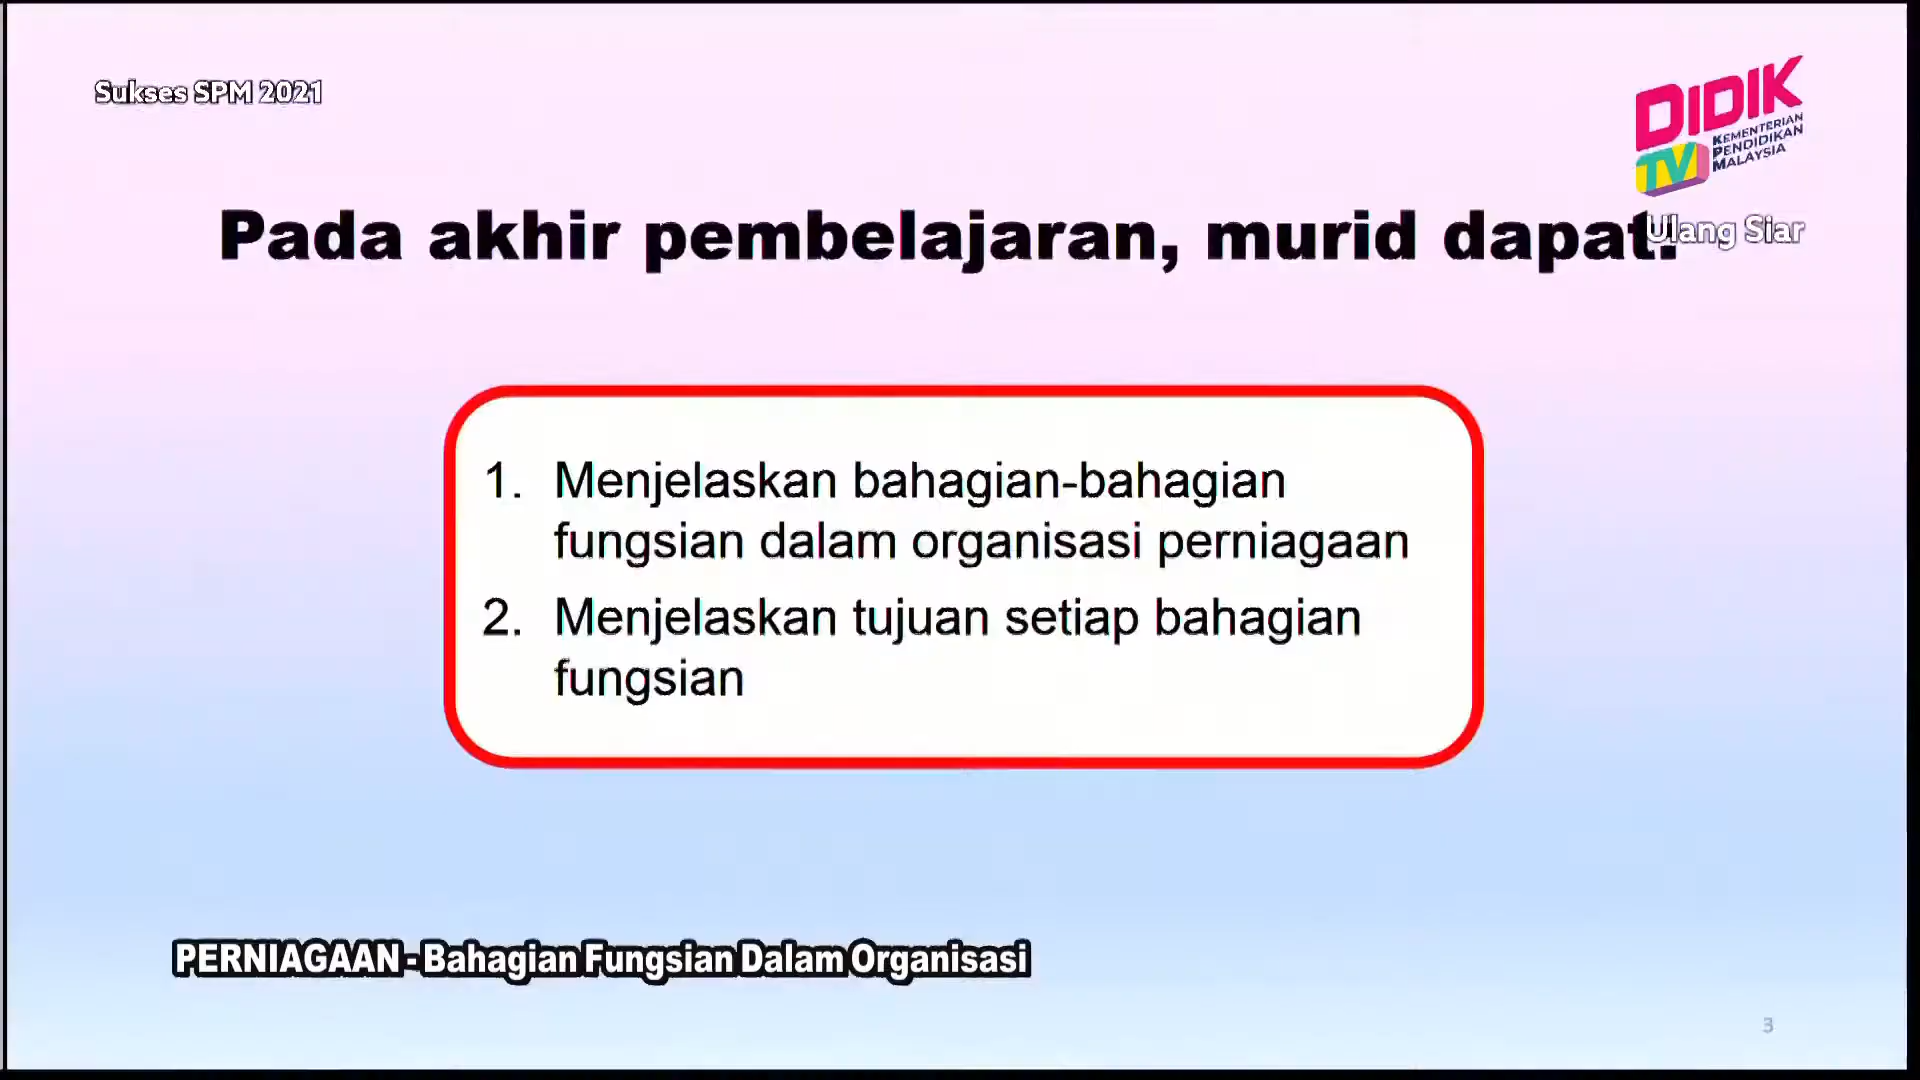 Sukses SPM 2021
DIDIK
TV
KEMENTERIAN
PENDIDIKAN
MALAYSIA
Ulang Siar
Pada akhir pembelajaran, murid dapat:
1. Menjelaskan bahagian-bahagian
fungsian dalam organisasi perniagaan
2. Menjelaskan tujuan setiap bahagian
fungsian
PERNIAGAAN - Bahagian Fungsian Dalam Organisasi
3